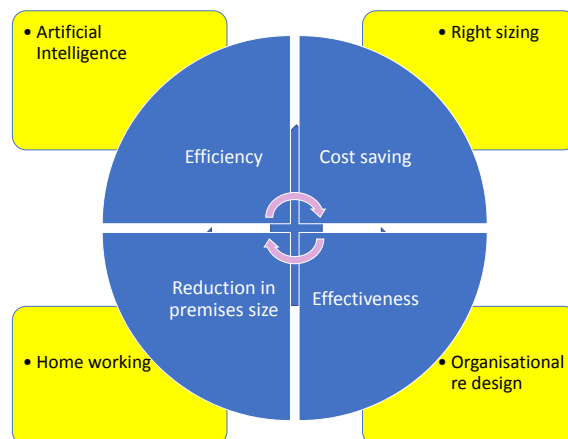 • Artificial
Intelligence
• Right sizing
Efficiency
Cost saving
Reduction in
premises size
Effectiveness
• Home working
• Organisational
re design